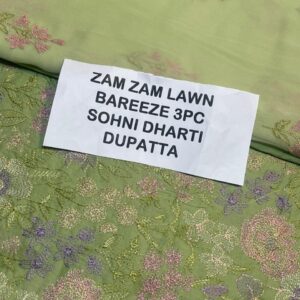 ZAM ZAM LAWN
BAREEZE 3PC
SOHNI DHARTI
DUPATTA